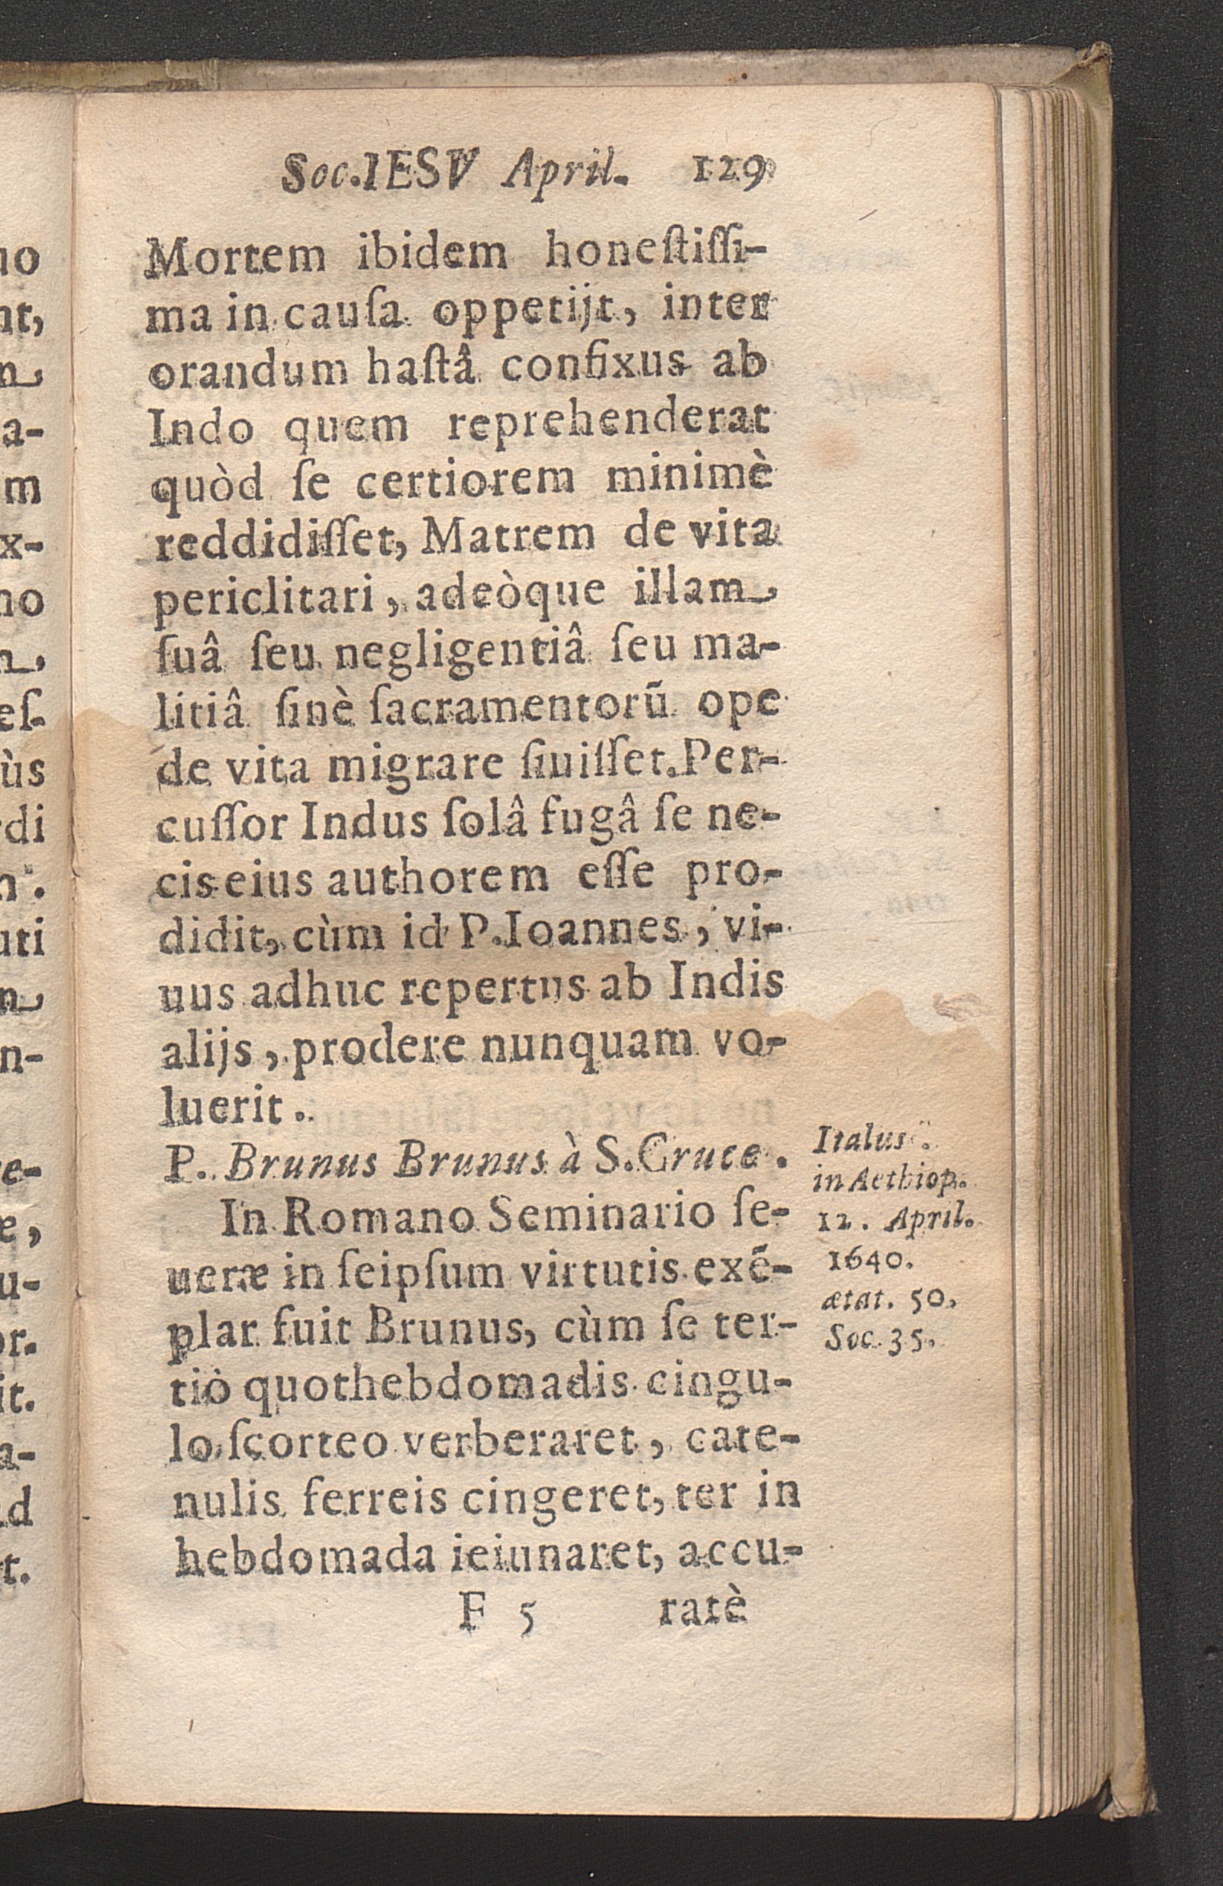 Soc. IESV April. 129
Mortem ibidem honeſtiſſi-
ma in cauſa oppetijt, inter
orandum haſtâ confixus ab
Indo quem reprehenderat
quòd ſe certiorem minimè
reddidiſſet, Matrem de vita
periclitari, adeòque illam
ſuâ ſeu negligentiâ ſeu ma-
litiâ ſinè ſacramentorũ ope
de vita migrare ſiuiſſet. Per-
cuſſor Indus ſolâ fugâ ſe ne-
cis eius authorem eſſe pro-
didit, cùm id P. Ioannes, vi-
uus adhuc repertus ab Indis
alijs, prodere nunquam vo-
luerit.
P. Brunus Brunus à S. Cruce.
In Romano Seminario ſe-
ueræ in ſeipſum virtutis exẽ-
plar fuit Brunus, cùm ſe ter-
tiò quothebdomadis cingu-
lo ſcorteo verberaret, cate-
nulis ferreis cingeret, ter in
hebdomada ieiunaret, accu-
F 5 ratè
Italus.
in Aethiop.
12. April.
1640.
ætat. 50.
Soc. 35.